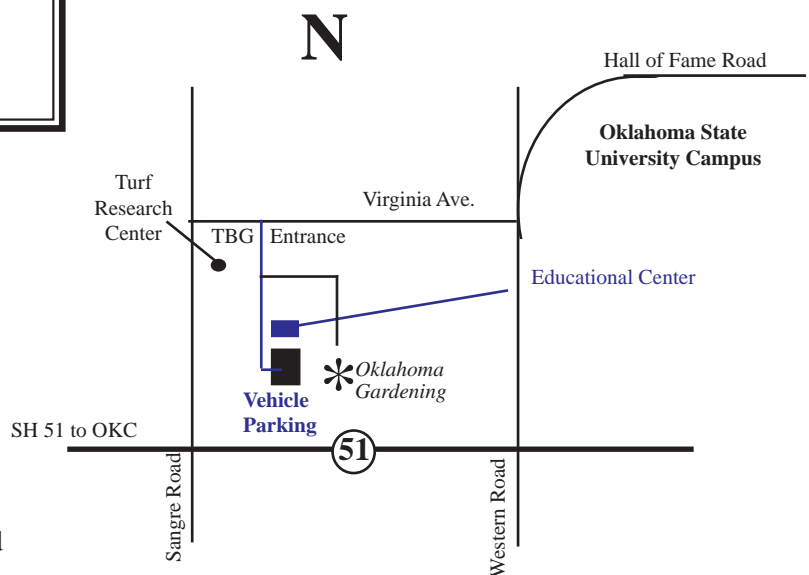 N
Hall of Fame Road
Oklahoma State
University Campus
Turf
Research
Center
Virginia Ave.
TBG Entrance
Educational Center
Oklahoma
Gardening
Vehicle
Parking
SH 51 to OKC
51
Sangre Road
Western Road